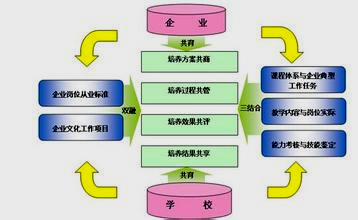 企 业
共育
培养方案共商
培养过程共管
培养效果共评
培养结果共享
共育
学 校
企业岗位从业标准
企业文化工作项目
双融
三结合
课程体系与企业典型
工作任务
教学内容与岗位实际
能力考核与技能鉴定